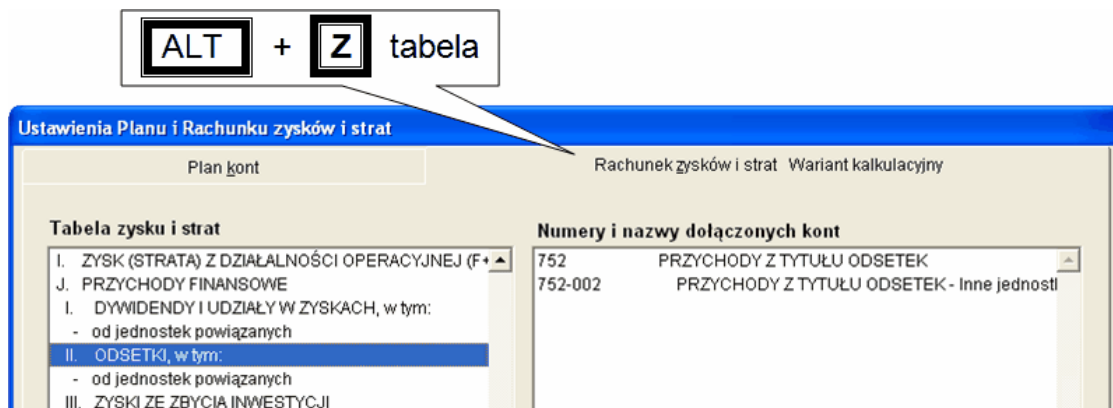 ALT + Z tabela
Ustawienia Planu i Rachunku zysków i strat
Plan kont
Rachunek zysków i strat Wariant kalkulacyjny
Tabela zysku i strat
I. ZYSK (STRATA) Z DZIAŁALNOŚCI OPERACYJNEJ (F+
J. PRZYCHODY FINANSOWE
I. DYWIDENDY I UDZIAŁY W ZYSKACH, w tym:
- od jednostek powiązanych
II. ODSETKI, w tym:
- od jednostek powiązanych
III. ZYSKI ZE ZBYCIA INWESTYCJI
Numery i nazwy dołączonych kont
752 PRZYCHODY Z TYTUŁU ODSETEK
752-002 PRZYCHODY Z TYTUŁU ODSETEK - Inne jednostl